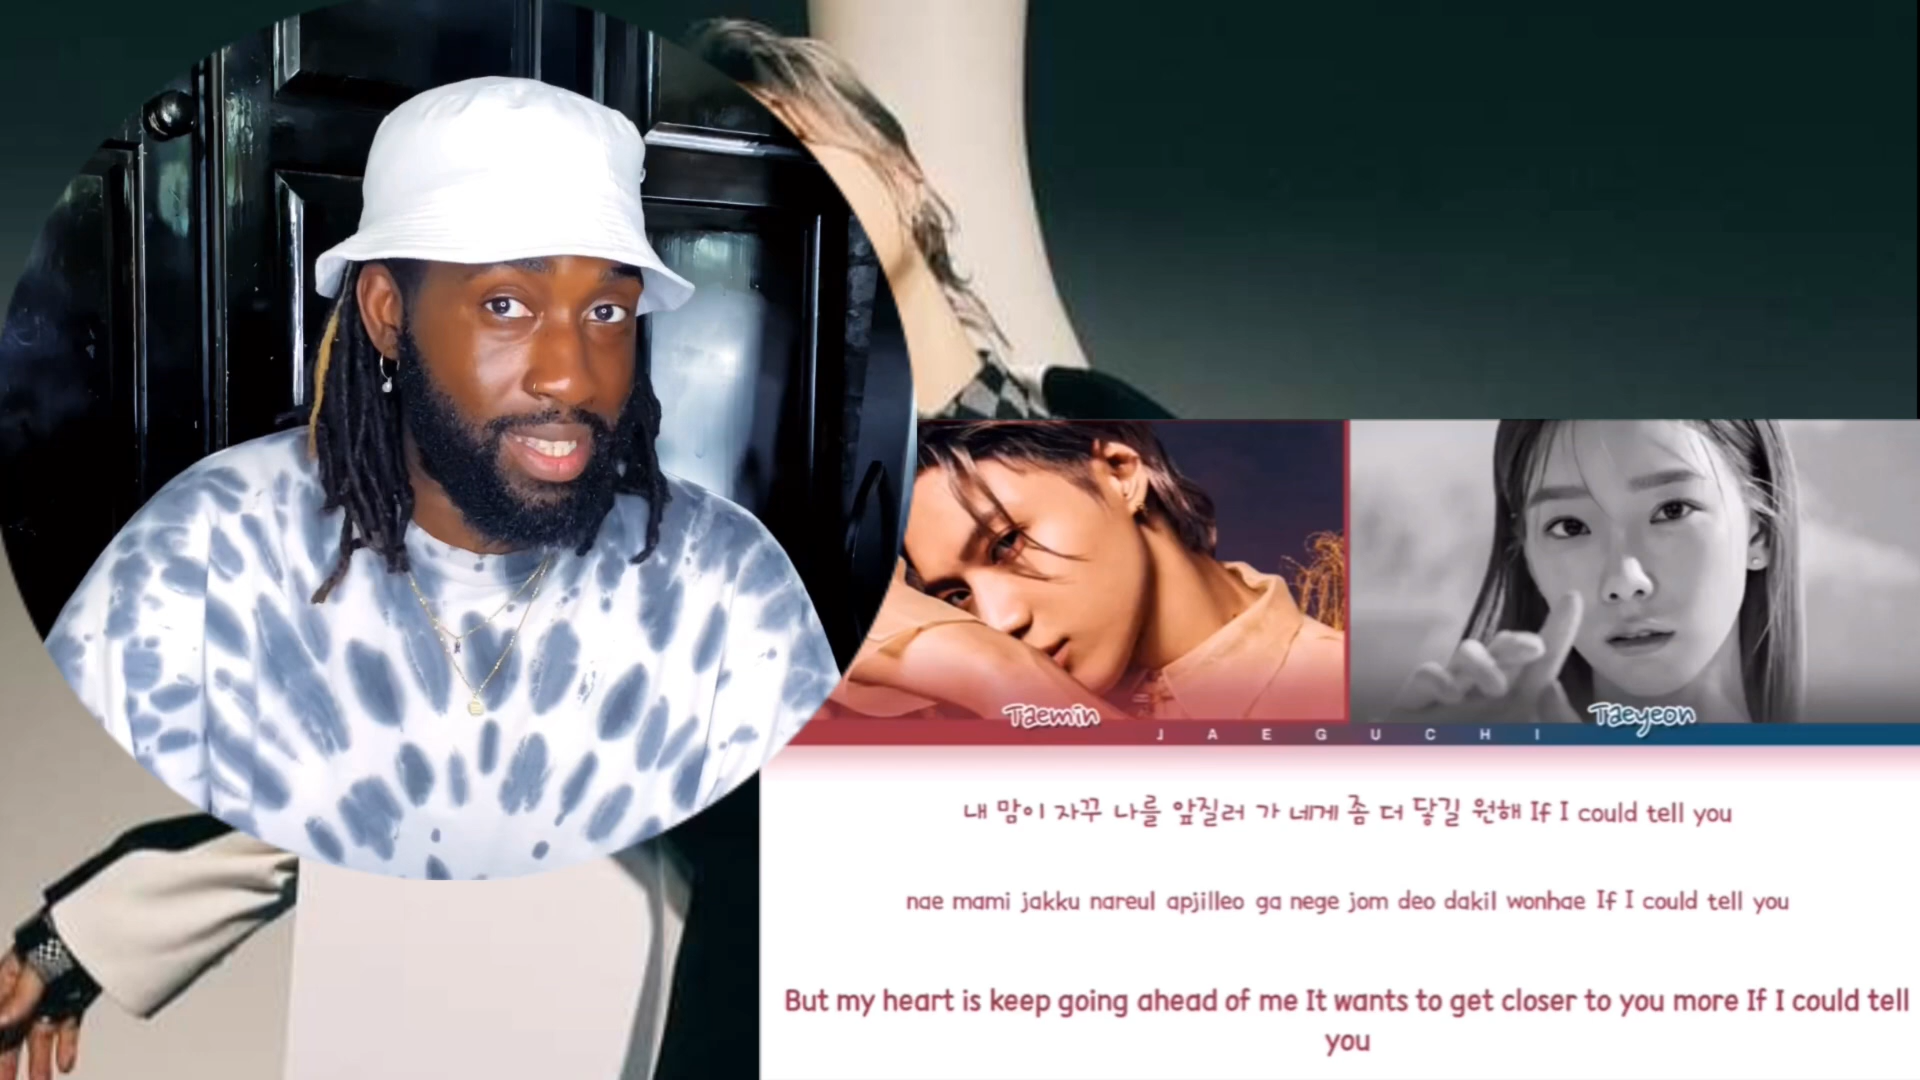 Taemin
Taeyeon
JAEGUCHI
내 맘이 자꾸 나를 앞질러 가 네게 좀 더 닿길 원해 If I could tell you
nae mami jakku nareul apjilleo ga nege jom deo dakil wonhae If I could tell you
But my heart is keep going ahead of me It wants to get closer to you more If I could tell
you